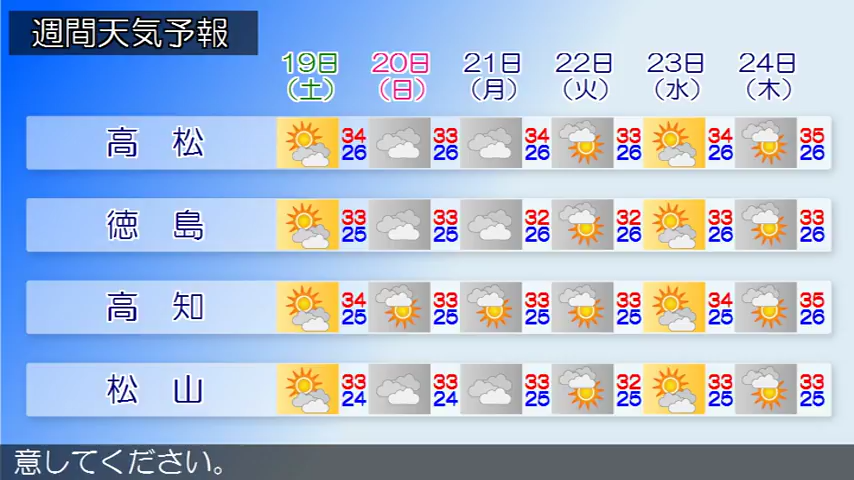 週間天気予報
19日 20日 21日 22日 23日 24日
（土） （日） （月） （火） （水） （木）
高松 34 26 33 26 34 26 33 26 34 26 35 26
徳島 33 25 33 25 32 26 32 26 33 26 33 26
高知 34 25 33 25 33 25 33 25 34 25 35 26
松山 33 24 33 24 33 25 32 25 33 25 33 25
意してください。